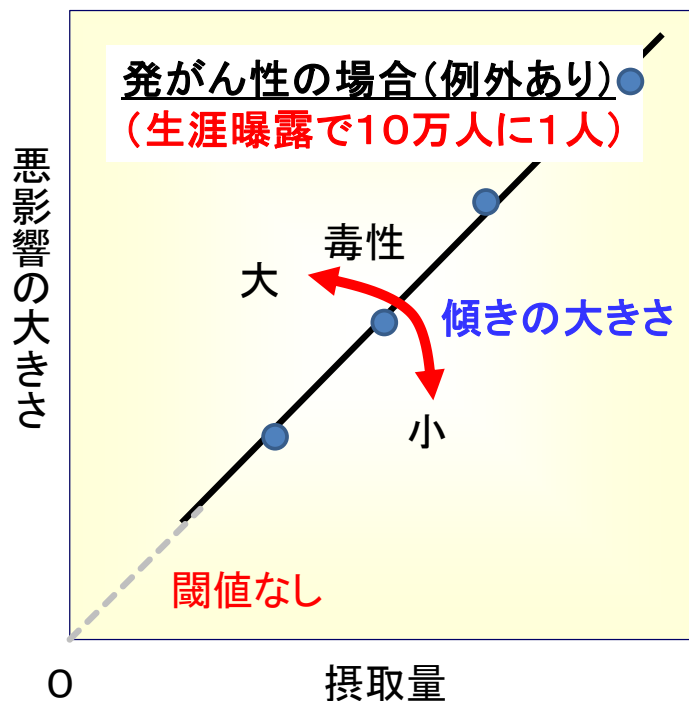 発がん性の場合(例外あり)
(生涯曝露で10万人に1人)
悪影響の大きさ
毒性
大
傾きの大きさ
小
閾値なし
0
摂取量